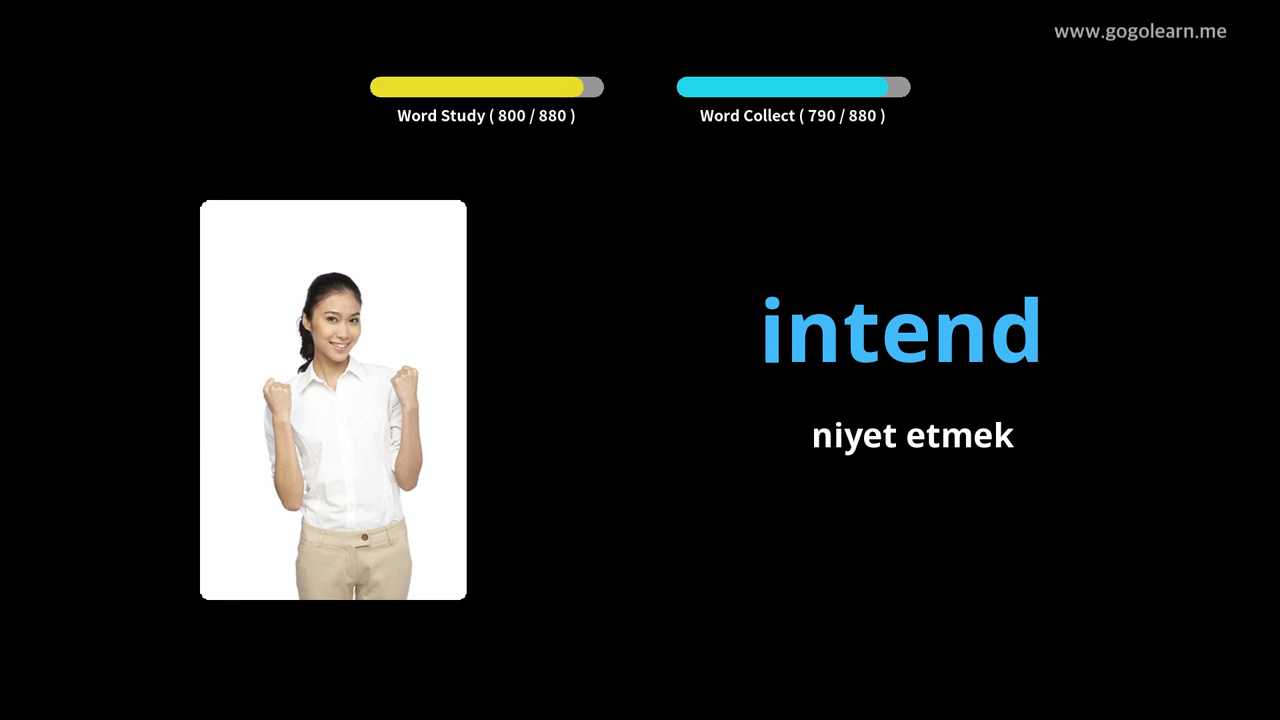 www.gogolearn.me
Word Study ( 800 / 880 )
Word Collect ( 790 / 880 )
intend
niyet etmek